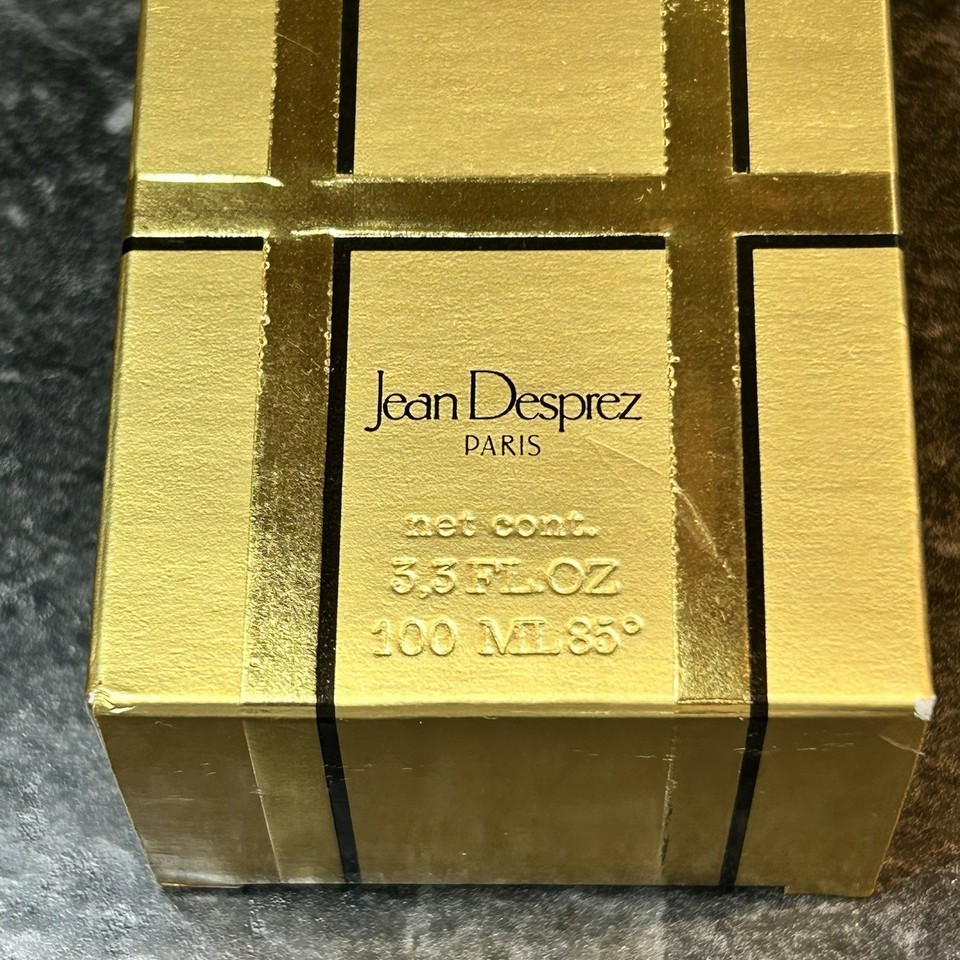 Jean Desprez
PARIS
net cont.
3,3 FL.OZ
100 ML 85°